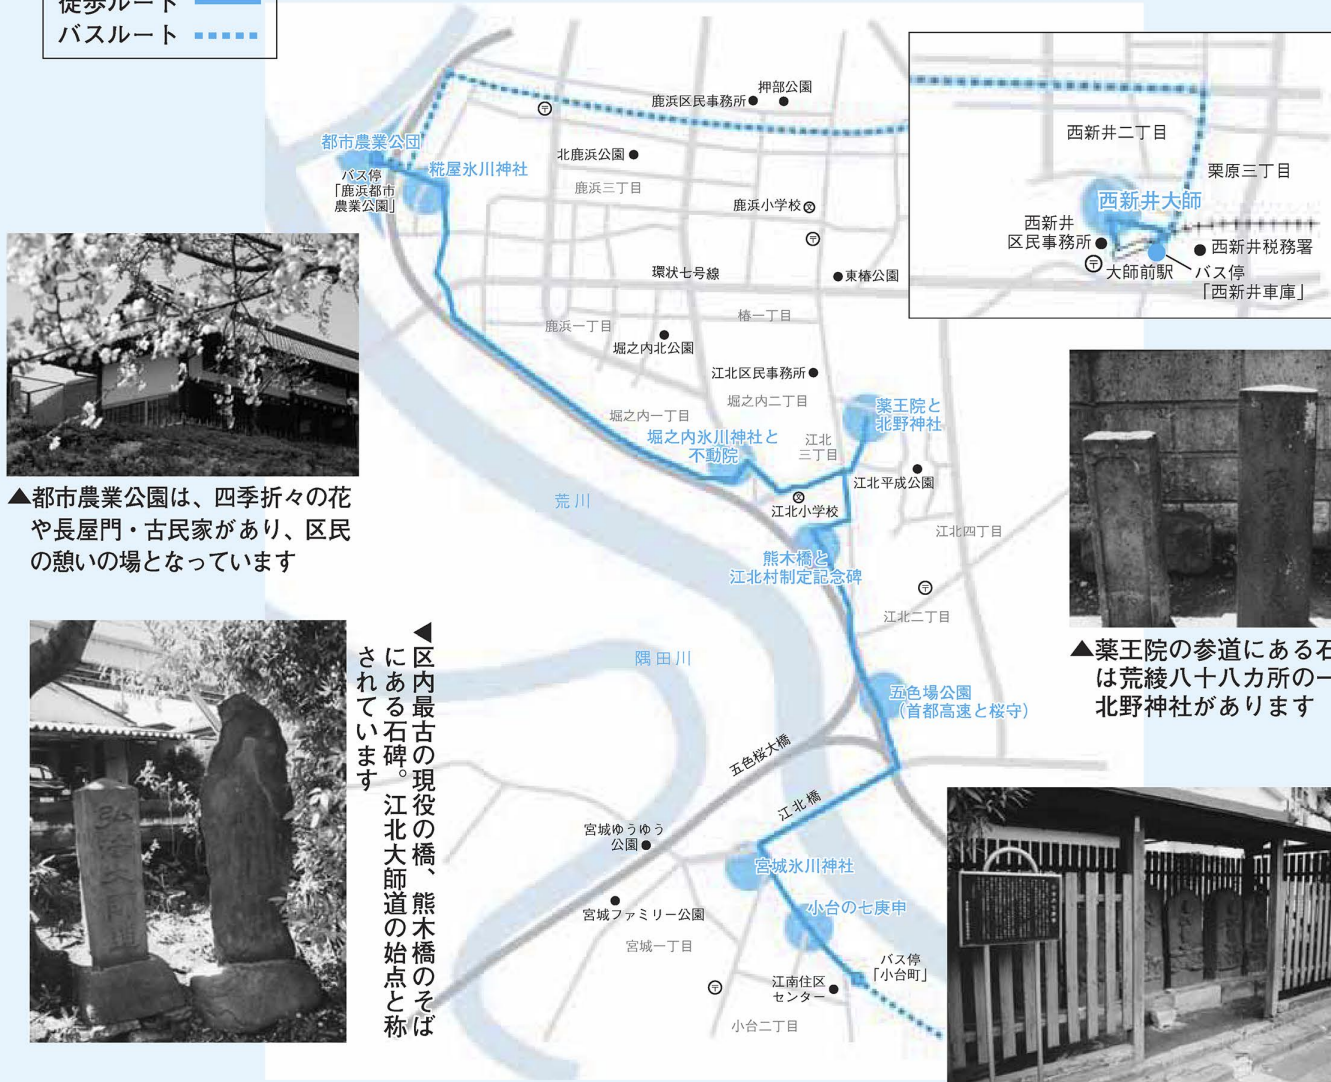 徒歩ルート
バスルート
押部公園
鹿浜区民事務所
都市農業公団
バス停
「鹿浜都市
農業公園」
糀屋氷川神社
北鹿浜公園
鹿浜三丁目
鹿浜小学校
環状七号線
東椿公園
鹿浜一丁目
椿一丁目
堀之内北公園
江北区民事務所
堀之内二丁目
堀之内一丁目
薬王院と
北野神社
堀之内氷川神社と
不動院
江北
三丁目
江北平成公園
江北小学校
荒川
江北四丁目
熊木橋と
江北村制定記念碑
江北二丁目
隅田川
五色場公園
(首都高速と桜守)
五色桜大橋
江北橋
宮城ゆうゆう
公園
宮城氷川神社
宮城ファミリー公園
小台の七庚申
宮城一丁目
バス停
「小台町」
江南住区
センター
小台二丁目
西新井二丁目
栗原三丁目
西新井大師
西新井
区民事務所
西新井税務署
大師前駅
バス停
「西新井車庫」
▲都市農業公園は、四季折々の花
や長屋門・古民家があり、区民
の憩いの場となっています
◀区内最古の現役の橋、熊木橋のそば
にある石碑。江北大師道の始点と称
されています
▲薬王院の参道にある石
は荒綾八十八カ所の一
北野神社があります